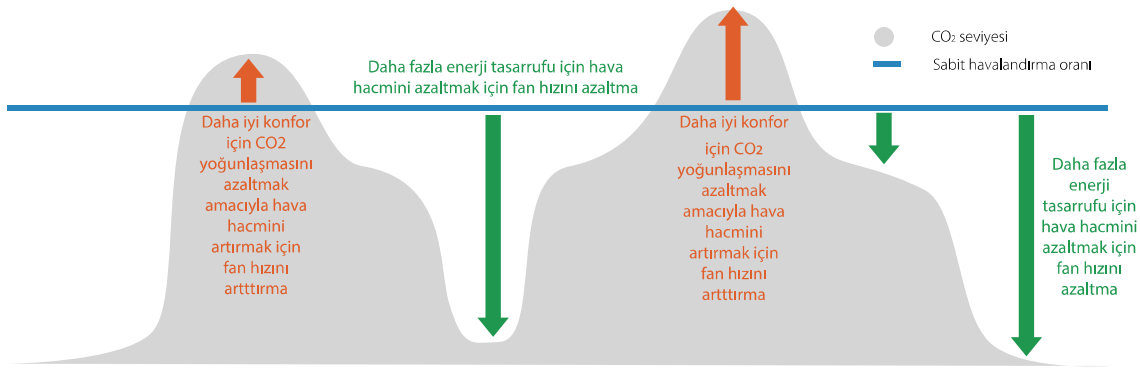 CO₂ seviyesi
Sabit havalandırma oranı
Daha fazla enerji tasarrufu için hava
hacmini azaltmak için fan hızını azaltma
Daha iyi konfor
için CO2
yoğunlaşmasını
azaltmak
amacıyla hava
hacmini
artırmak için
fan hızını
artttırma
Daha iyi konfor
için CO2
yoğunlaşmasını
azaltmak
amacıyla hava
hacmini
artırmak için
fan hızını
artttırma
Daha fazla
enerji
tasarrufu için
hava hacmini
azaltmak için
fan hızını
azaltma